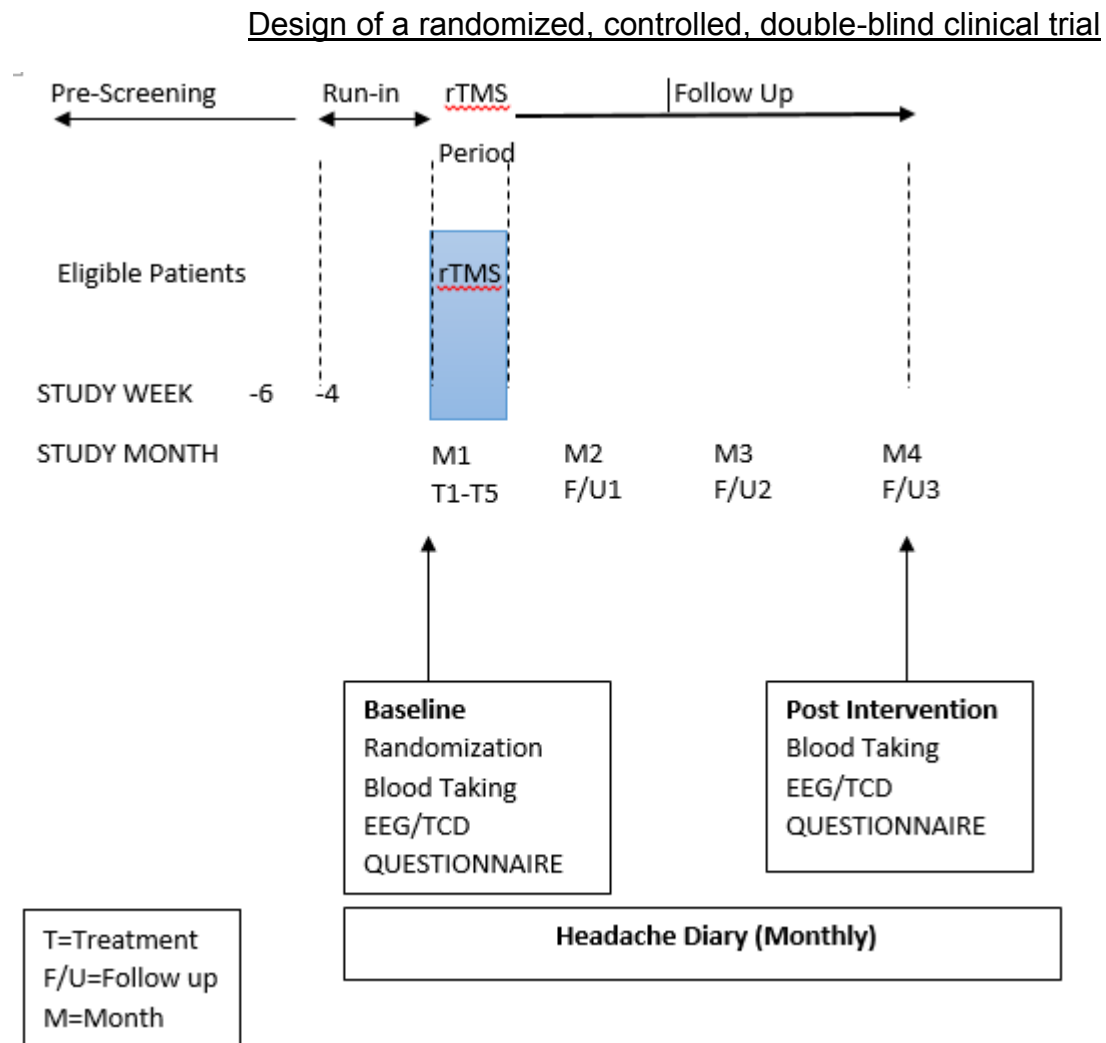 Design of a randomized, controlled, double-blind clinical trial
Pre-Screening Run-in rTMS Follow Up
Period
Eligible Patients rTMS
STUDY WEEK -6 -4
STUDY MONTH M1 M2 M3 M4
T1-T5 F/U1 F/U2 F/U3
Baseline
Randomization
Blood Taking
EEG/TCD
QUESTIONNAIRE
Post Intervention
Blood Taking
EEG/TCD
QUESTIONNAIRE
Headache Diary (Monthly)
T=Treatment
F/U=Follow up
M=Month